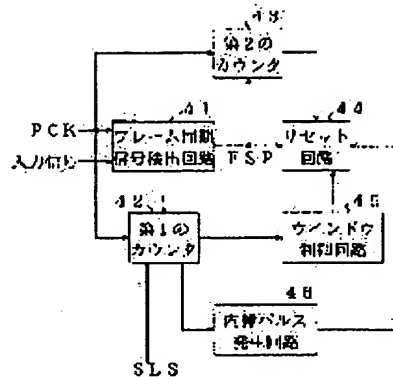 43
第2の
カウンタ
41
44
PCK
フレーム同期
信号検出回路
FSP
リセット
回路
入力信号
42
第1の
カウンタ
45
ウインドウ
制御回路
46
内挿パルス
発生回路
SLS